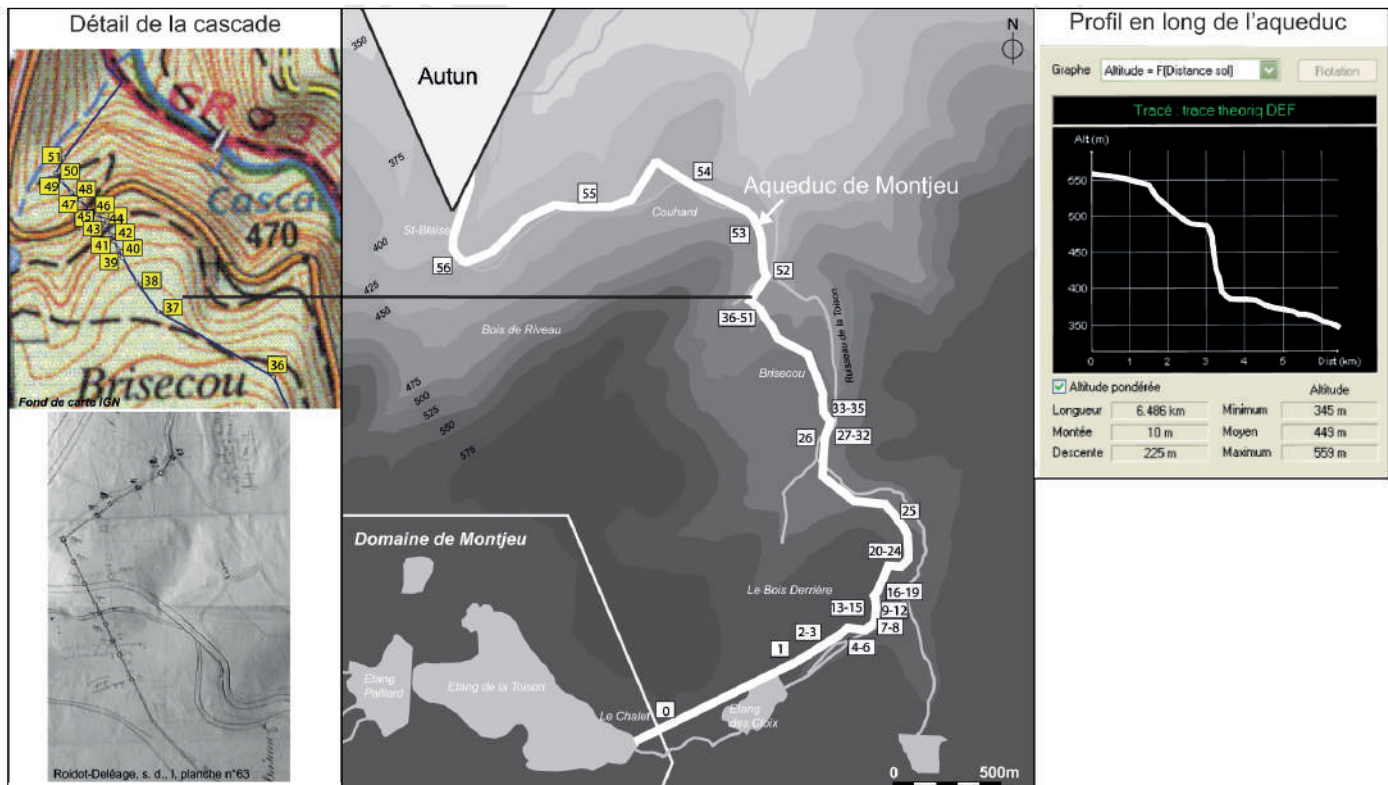 Détail de la cascade
51
50
49
48
47
46
45
44
43
42
41
40
39
38
37
36
GR
Casca
470
Brisecou
Fond de carte IGN
Roidot-Deléage, s. d., I, planche n°63
N
350
Autun
375
54
55
Aqueduc de Montjeu
Couhard
St-Blaise
53
400
56
52
425
450
36-51
Bois de Riveau
Ruisseau de la Toison
Brisecou
475
500
525
550
575
33-35
26
27-32
25
Domaine de Montjeu
20-24
Le Bois Derrière
16-19
13-15
9-12
7-8
2-3
4-6
1
Etang
Paillard
Etang de la Toison
Etang
des Cloix
Le Chalet
0
0 500m
Profil en long de l'aqueduc
Graphe Altitude = F[Distance sol] Rotation
Tracé : trace theoriq DEF
Alt (m)
550
500
450
400
350
0 1 2 3 4 5 Dist (km)
Altitude pondérée Altitude
Longueur 6.486 km Minimum 345 m
Montée 10 m Moyen 449 m
Descente 225 m Maximum 559 m